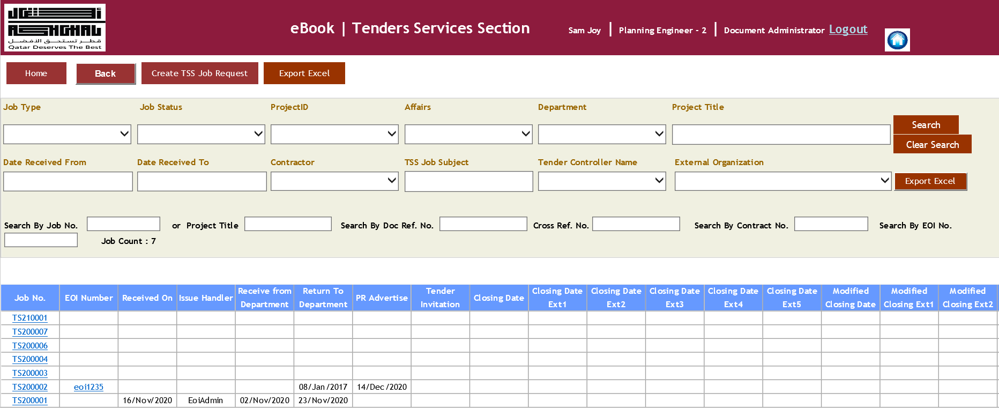 أشغال
ASHGHAL
قطر تستحق الأفضل
Qatar Deserves The Best
eBook | Tenders Services Section
Sam Joy | Planning Engineer - 2 | Document Administrator Logout
Home Back Create TSS Job Request Export Excel
Job Type Job Status ProjectID Affairs Department Project Title
Search
Clear Search
Date Received From Date Received To Contractor TSS Job Subject Tender Controller Name External Organization
Export Excel
Search By Job No. or Project Title Search By Doc Ref. No. Cross Ref. No. Search By Contract No. Search By EOI No.
Job Count : 7
Job No. EOI Number Received On Issue Handler Receive from Department Return To Department PR Advertise Tender Invitation Closing Date Closing Date Ext1 Closing Date Ext2 Closing Date Ext3 Closing Date Ext4 Closing Date Ext5 Modified Closing Date Modified Closing Ext1 Modified Closing Ext2
TS210001
TS200007
TS200006
TS200004
TS200003
TS200002 eoi1235 08/Jan/2017 14/Dec/2020
TS200001 16/Nov/2020 EoiAdmin 02/Nov/2020 23/Nov/2020